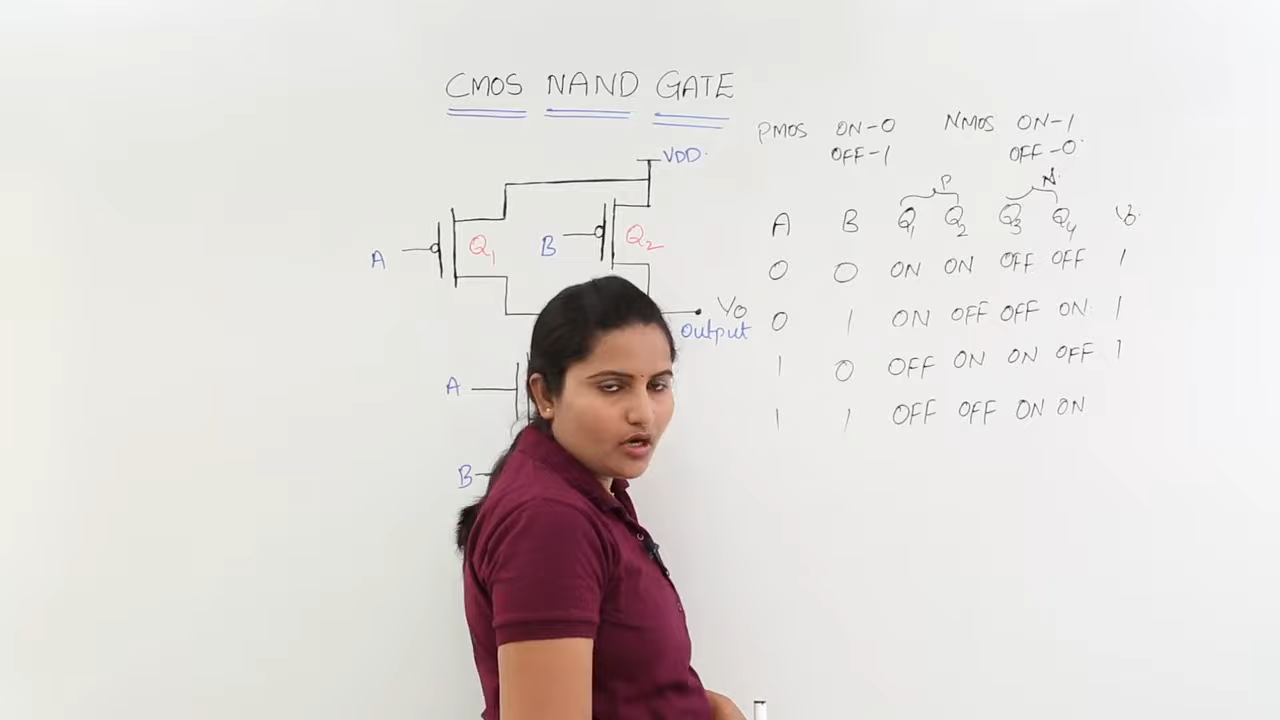 CMOS NAND GATE
PMOS ON-0 NMOS ON-1
OFF-1 OFF-0
VDD
P N
A B Q1 Q2 Q3 Q4 Vo
A Q1 B Q2
0 0 ON ON OFF OFF 1
0 1 ON OFF OFF ON 1
Vo
Output
1 0 OFF ON ON OFF 1
A
1 1 OFF OFF ON ON
B